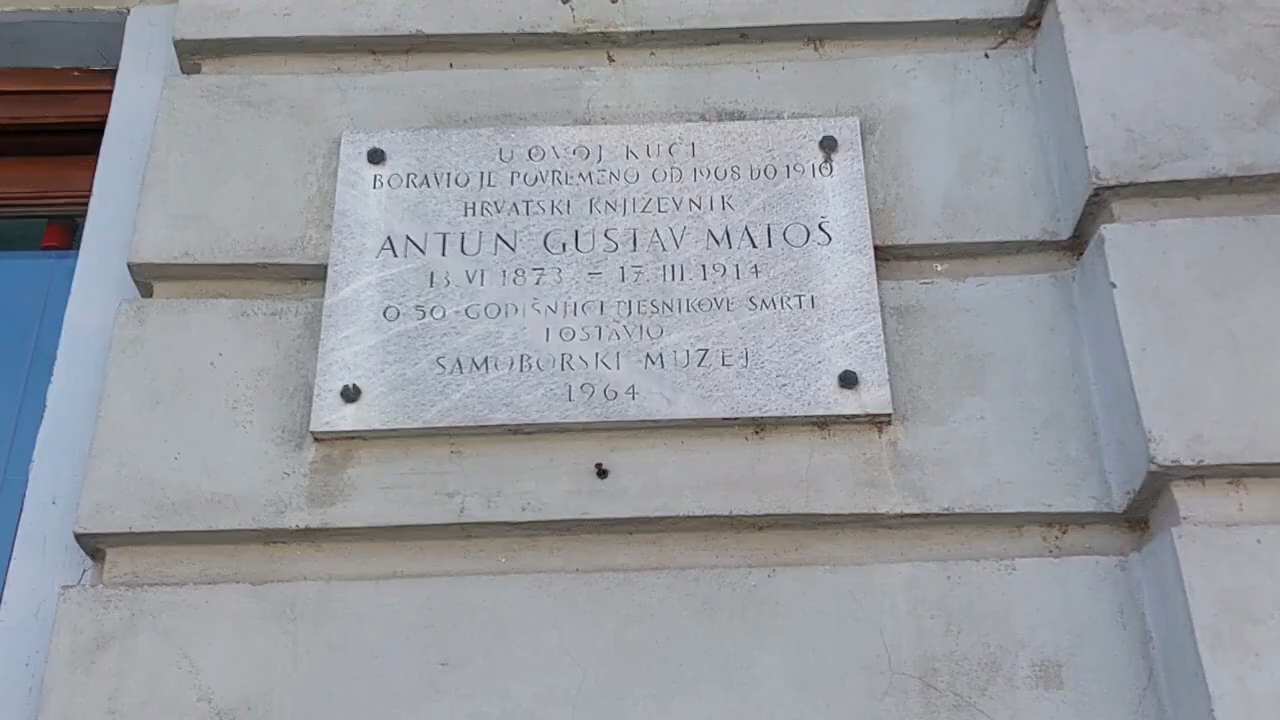 U OVOJ KUĆI
BORAVIO JE POVREMENO OD 1908 DO 1910
HRVATSKI KNJIŽEVNIK
ANTUN GUSTAV MATOŠ
13. VI 1873 – 17. III. 1914
O 50-GODIŠNJICI PJESNIKOVE SMRTI
POSTAVIO
SAMOBORSKI MUZEJ
1964